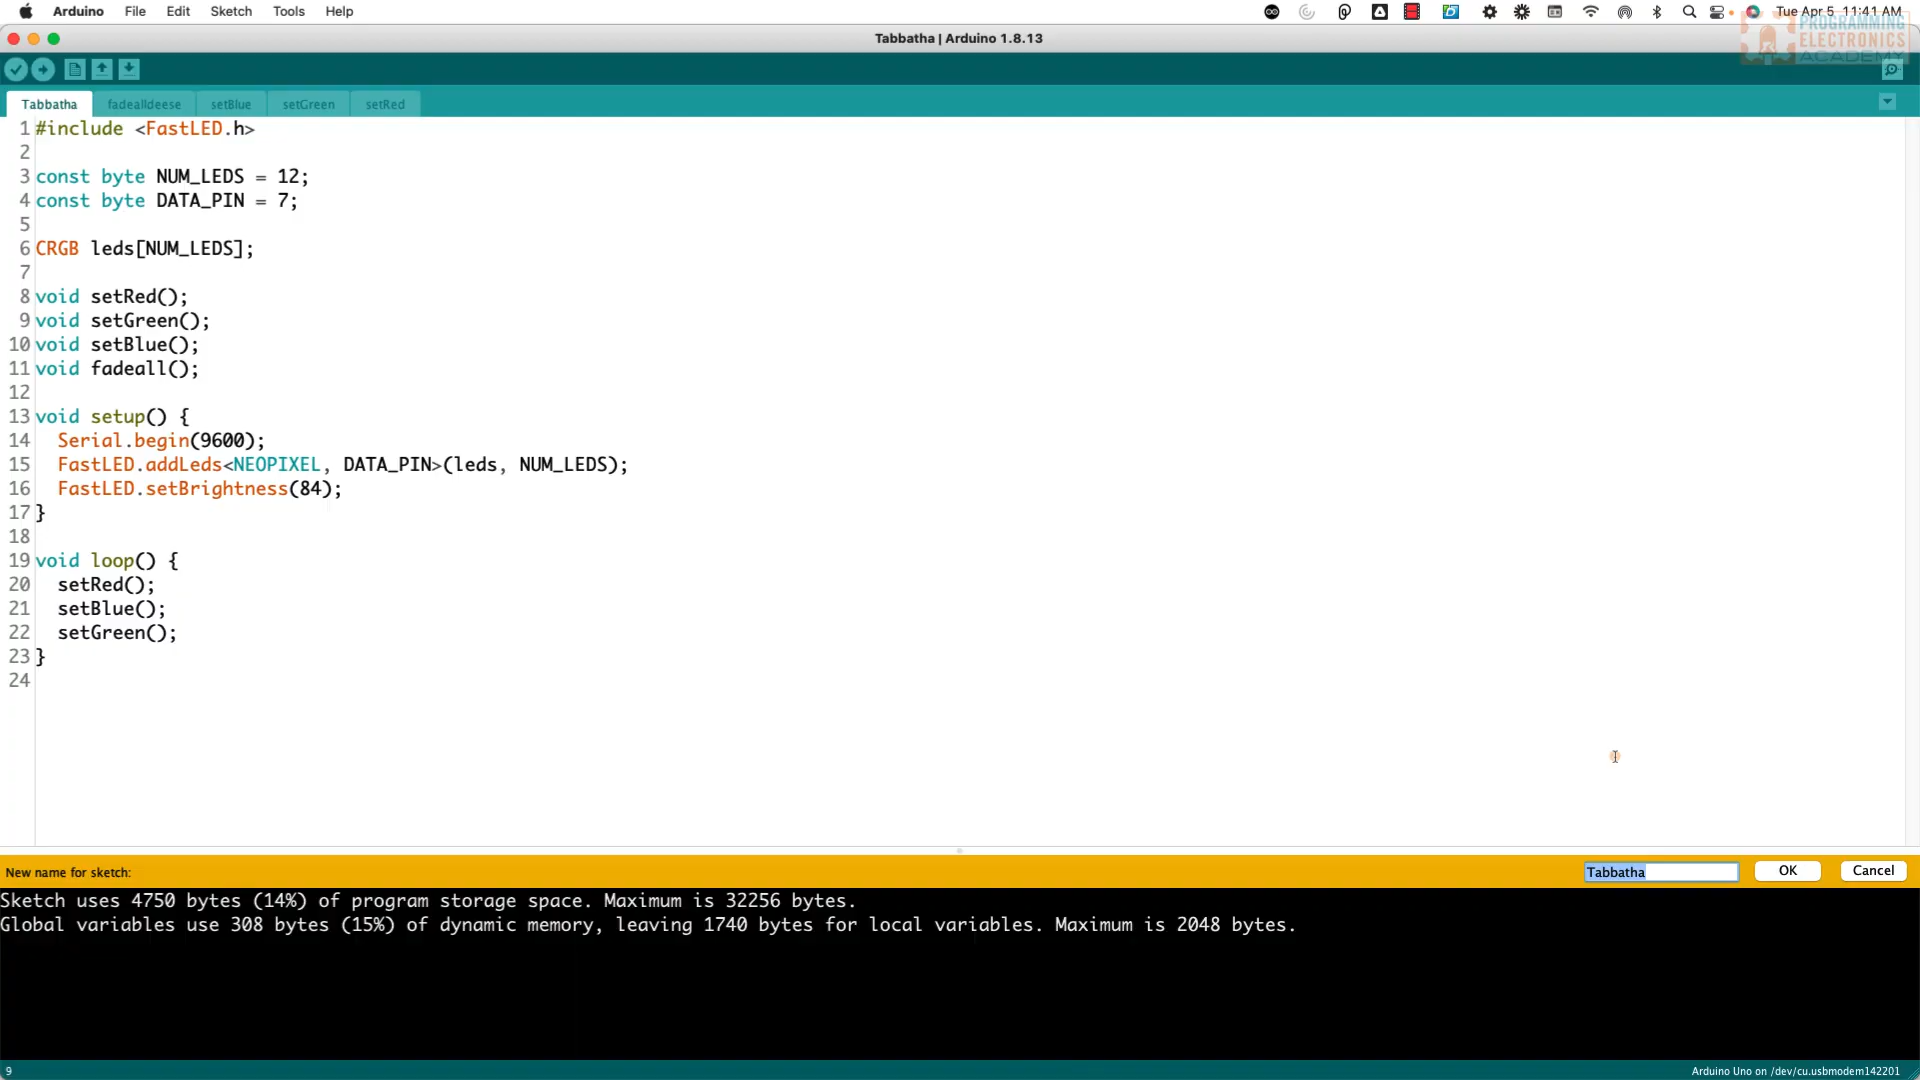 Arduino File Edit Sketch Tools Help Tue Apr 5 11:41 AM
PROGRAMMING
ELECTRONICS
ACADEMY
Tabbatha | Arduino 1.8.13
Tabbatha fadealldeese setBlue setGreen setRed
1 #include <FastLED.h>
2
3 const byte NUM_LEDS = 12;
4 const byte DATA_PIN = 7;
5
6 CRGB leds[NUM_LEDS];
7
8 void setRed();
9 void setGreen();
10 void setBlue();
11 void fadeall();
12
13 void setup() {
14 Serial.begin(9600);
15 FastLED.addLeds<NEOPIXEL, DATA_PIN>(leds, NUM_LEDS);
16 FastLED.setBrightness(84);
17 }
18
19 void loop() {
20 setRed();
21 setBlue();
22 setGreen();
23 }
24
New name for sketch: Tabbatha OK Cancel
Sketch uses 4750 bytes (14%) of program storage space. Maximum is 32256 bytes.
Global variables use 308 bytes (15%) of dynamic memory, leaving 1740 bytes for local variables. Maximum is 2048 bytes.
9 Arduino Uno on /dev/cu.usbmodem142201